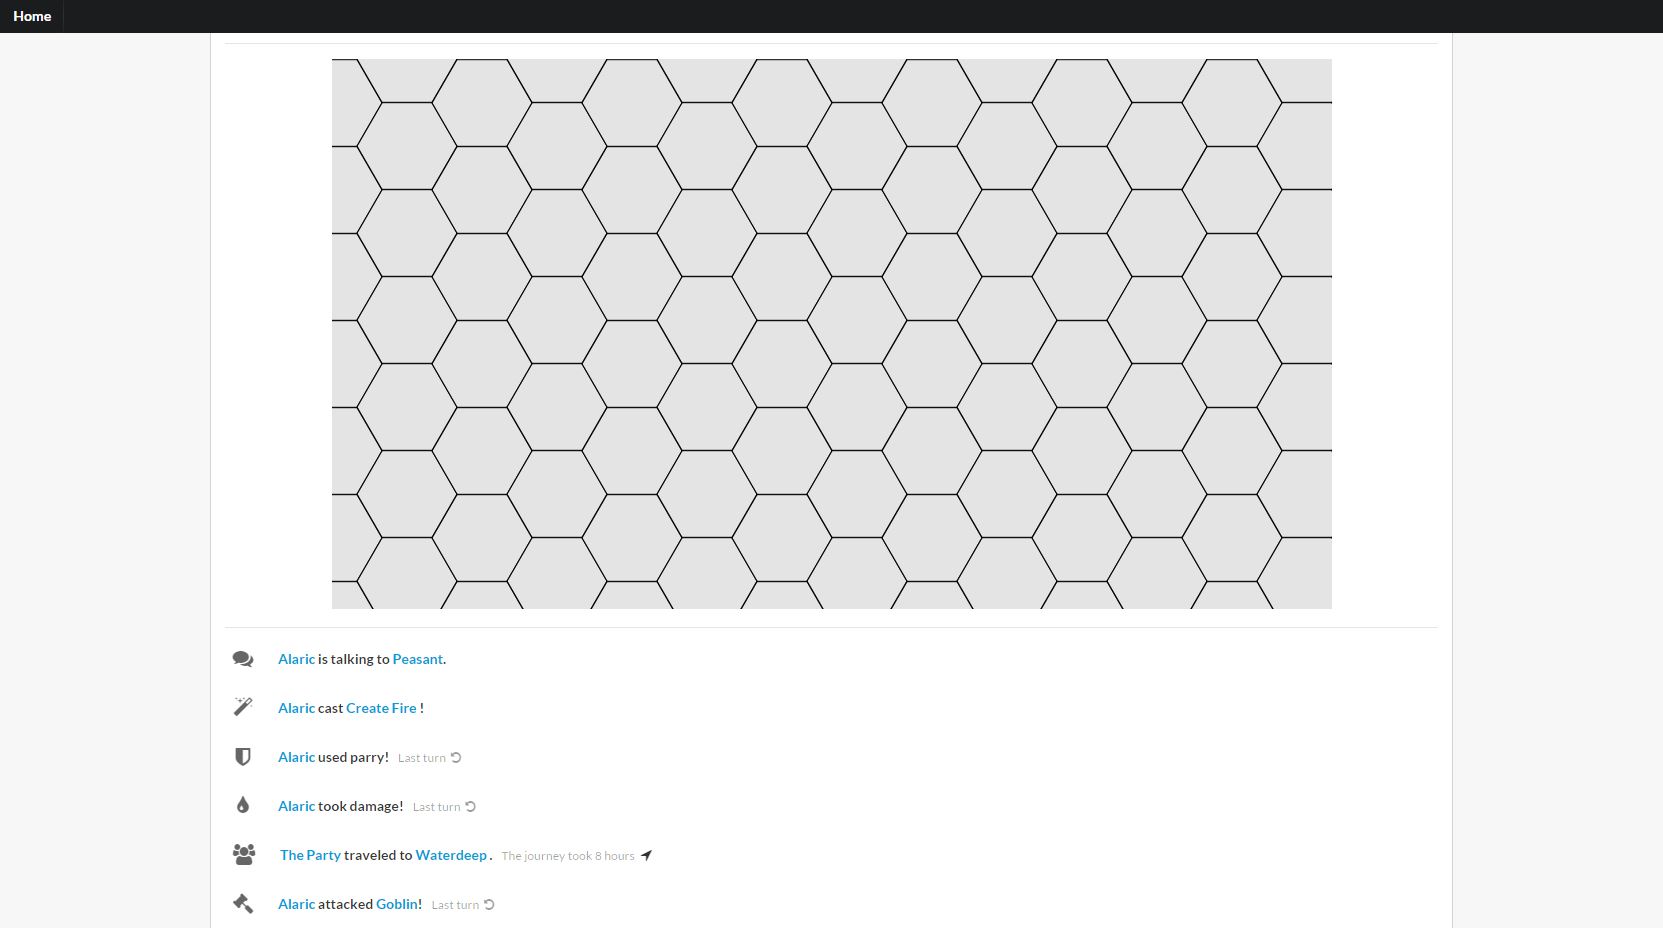 Home
Alaric is talking to Peasant.
Alaric cast Create Fire !
Alaric used parry! Last turn
Alaric took damage! Last turn
The Party traveled to Waterdeep . The journey took 8 hours
Alaric attacked Goblin! Last turn